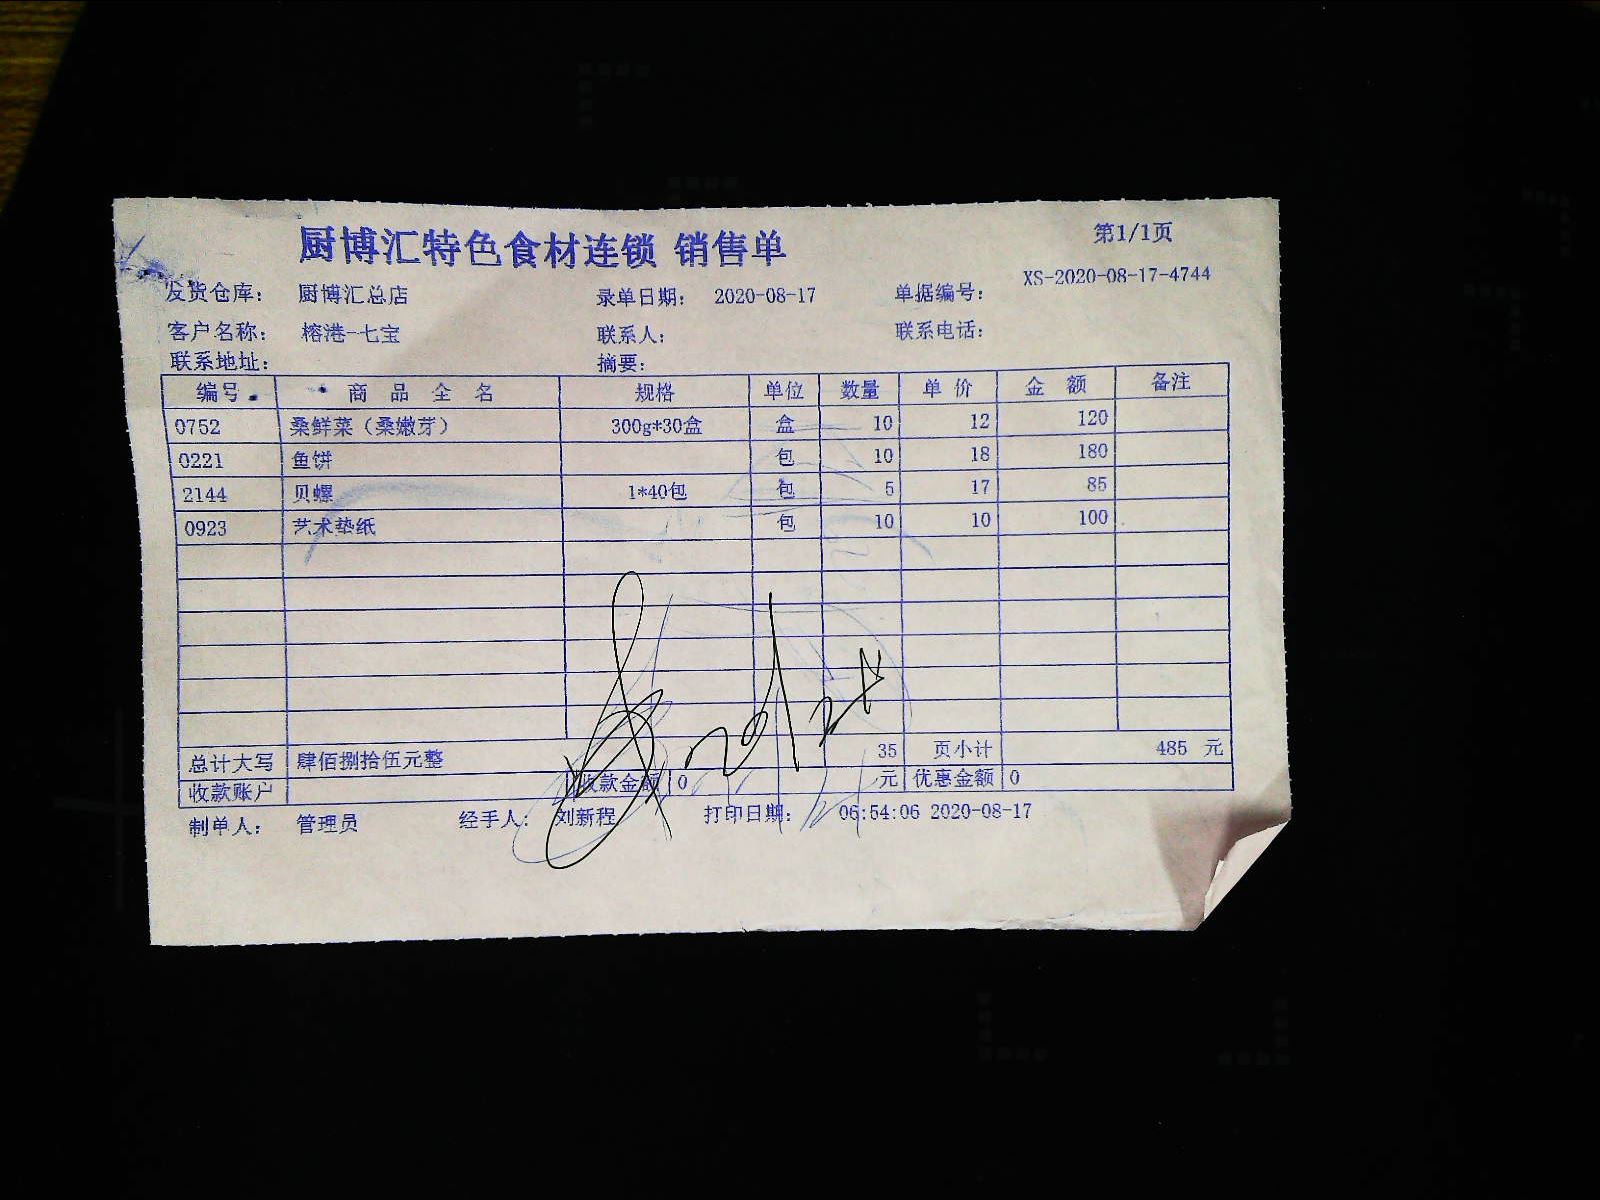 厨博汇特色食材连锁 销售单 第1/1页
发货仓库： 厨博汇总店 录单日期： 2020-08-17 单据编号： XS-2020-08-17-4744
客户名称： 榕港-七宝 联系人： 联系电话：
联系地址： 摘要：
编号 商 品 全 名 规格 单位 数量 单 价 金 额 备注
0752 桑鲜菜（桑嫩芽） 300g*30盒 盒 10 12 120
0221 鱼饼 包 10 18 180
2144 贝螺 1*40包 包 5 17 85
0923 艺术垫纸 包 10 10 100
总计大写 肆佰捌拾伍元整 35 页小计 485 元
收款账户 收款金额 0 元 优惠金额 0
制单人： 管理员 经手人： 刘新程 打印日期： 06:54:06 2020-08-17